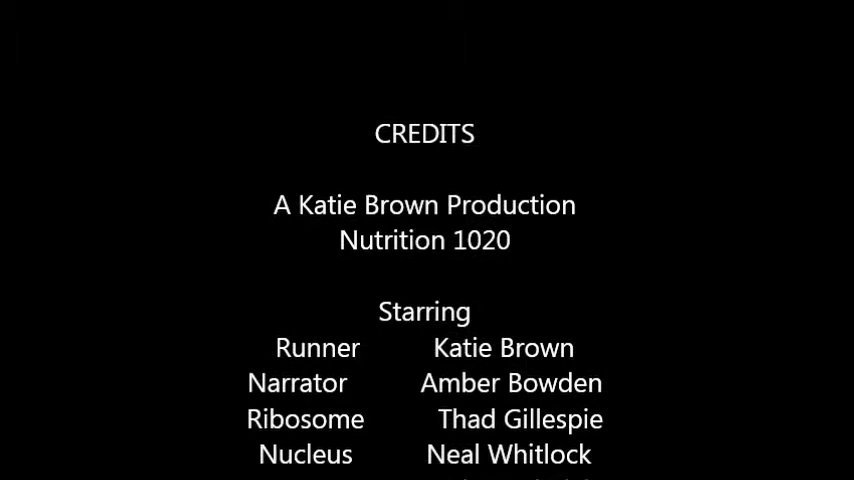 CREDITS
A Katie Brown Production
Nutrition 1020
Starring
Runner Katie Brown
Narrator Amber Bowden
Ribosome Thad Gillespie
Nucleus Neal Whitlock